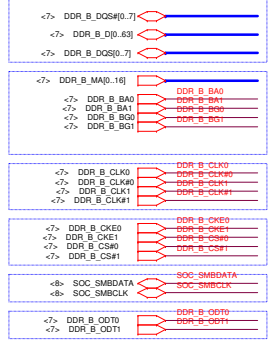 <7> DDR_B_DQS#[0..7]
<7> DDR_B_D[0..63]
<7> DDR_B_DQS[0..7]
<7> DDR_B_MA[0..16]
<7> DDR_B_BA0 DDR_B_BA0
<7> DDR_B_BA1 DDR_B_BA1
<7> DDR_B_BG0 DDR_B_BG0
<7> DDR_B_BG1 DDR_B_BG1
<7> DDR_B_CLK0 DDR_B_CLK0
<7> DDR_B_CLK#0 DDR_B_CLK#0
<7> DDR_B_CLK1 DDR_B_CLK1
<7> DDR_B_CLK#1 DDR_B_CLK#1
<7> DDR_B_CKE0 DDR_B_CKE0
<7> DDR_B_CKE1 DDR_B_CKE1
<7> DDR_B_CS#0 DDR_B_CS#0
<7> DDR_B_CS#1 DDR_B_CS#1
<8> SOC_SMBDATA SOC_SMBDATA
<8> SOC_SMBCLK SOC_SMBCLK
<7> DDR_B_ODT0 DDR_B_ODT0
<7> DDR_B_ODT1 DDR_B_ODT1